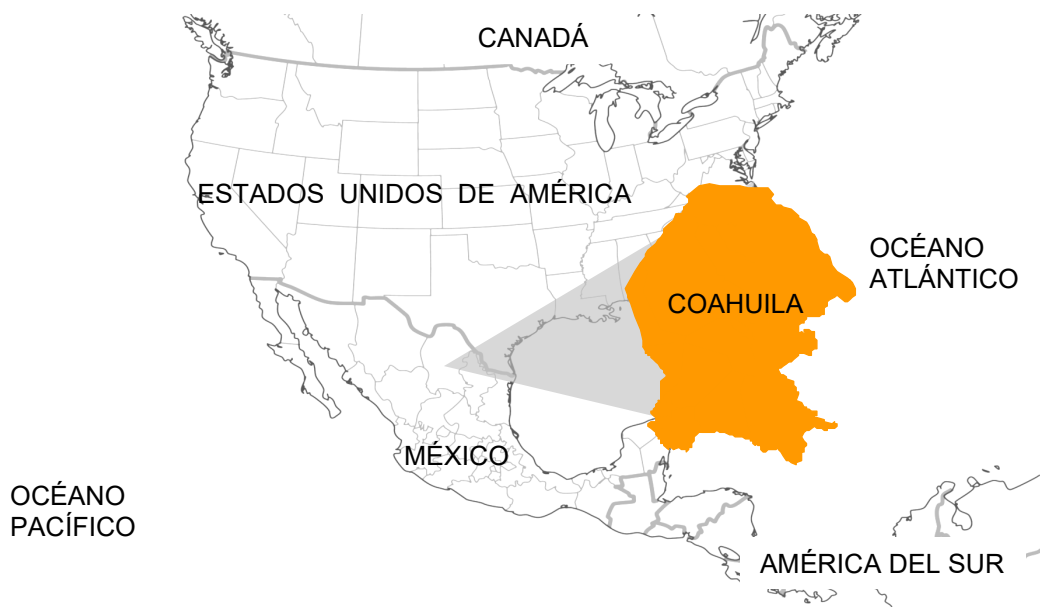 CANADÁ
ESTADOS UNIDOS DE AMÉRICA
OCÉANO
ATLÁNTICO
COAHUILA
MÉXICO
OCÉANO
PACÍFICO
AMÉRICA DEL SUR